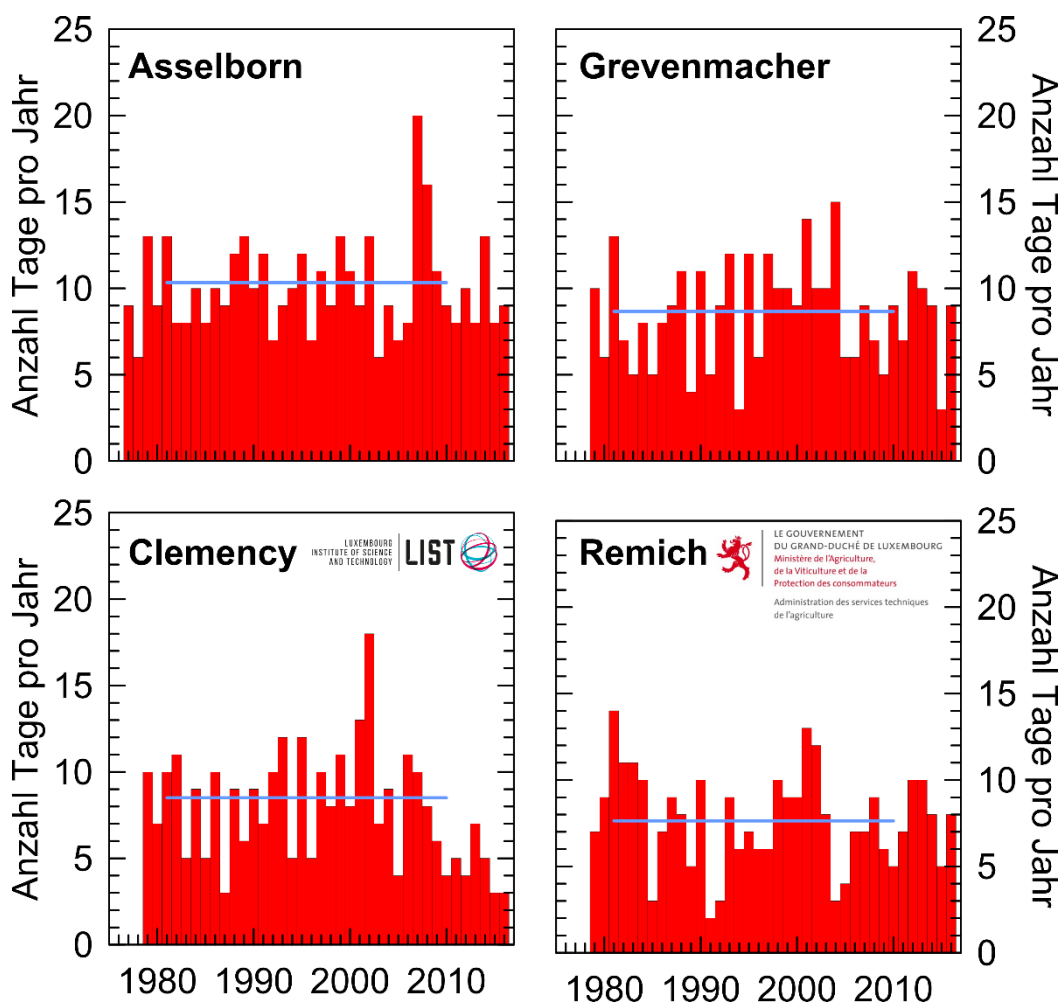 Asselborn
Anzahl Tage pro Jahr
25
20
15
10
5
0
Grevenmacher
Anzahl Tage pro Jahr
25
20
15
10
5
0
Clemency
LUXEMBOURG
INSTITUTE OF SCIENCE
AND TECHNOLOGY
LIST
Anzahl Tage pro Jahr
25
20
15
10
5
0
1980 1990 2000 2010
Remich
LE GOUVERNEMENT
DU GRAND-DUCHÉ DE LUXEMBOURG
Ministère de l'Agriculture,
de la Viticulture et de la
Protection des consommateurs
Administration des services techniques
de l'agriculture
Anzahl Tage pro Jahr
25
20
15
10
5
0
1980 1990 2000 2010